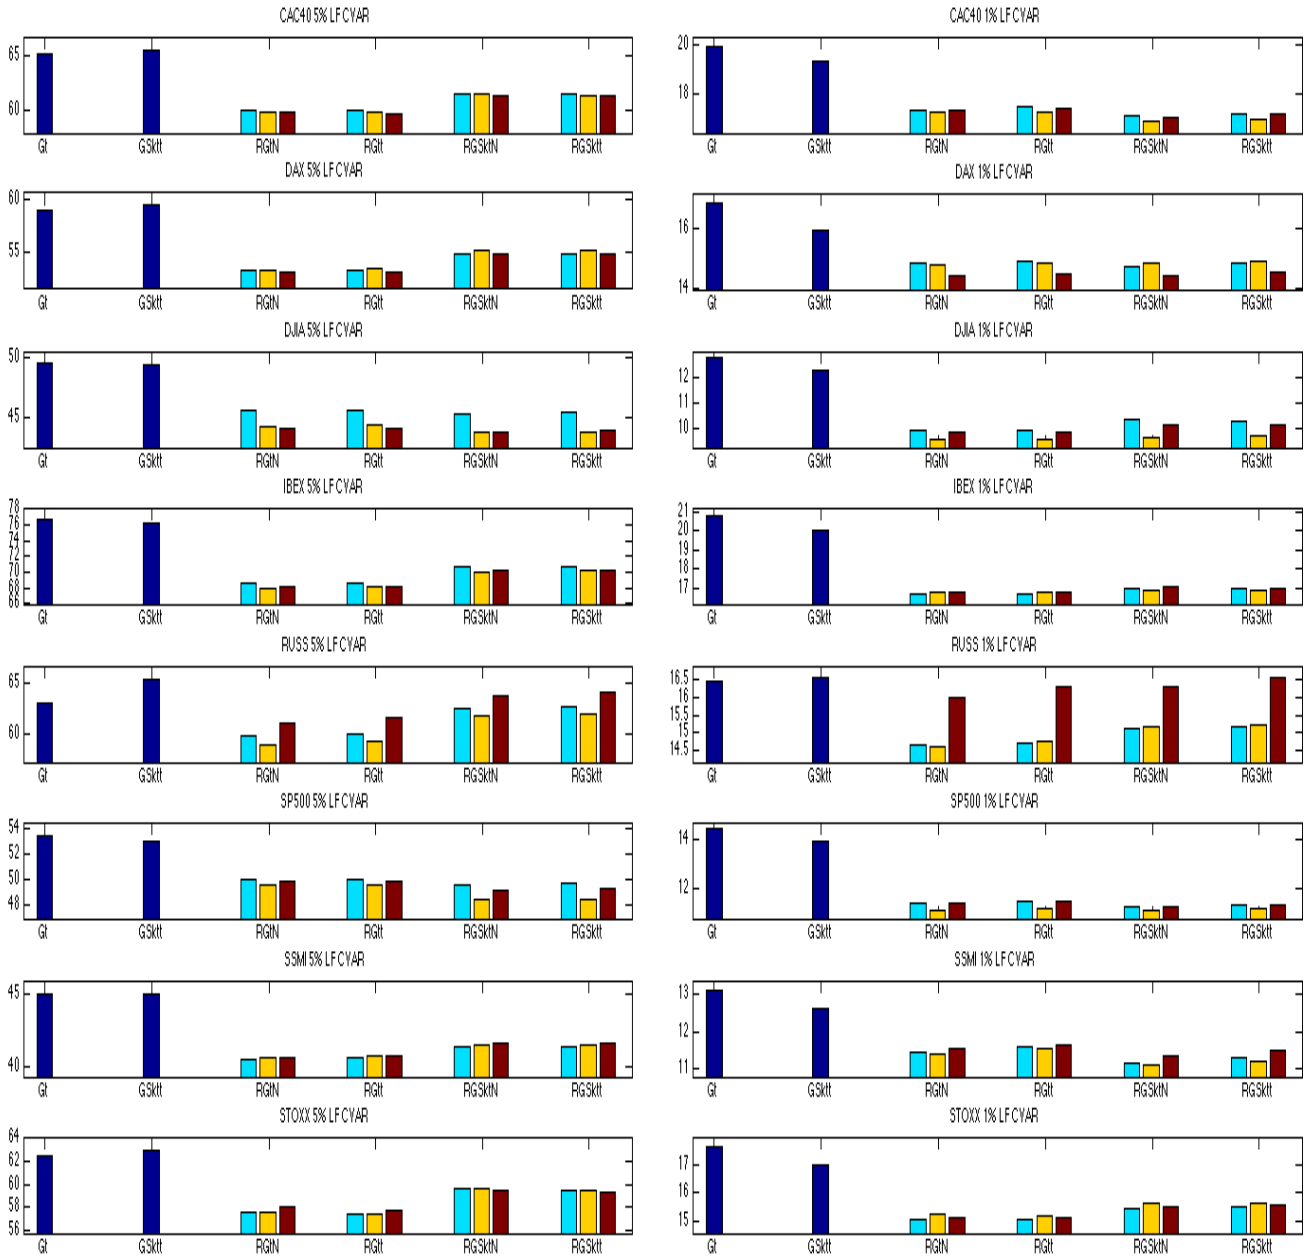 CAC40 5% LF CVAR
65
60
Gt GSktt RGtN RGtt RGSktN RGSktt
CAC40 1% LF CVAR
20
18
Gt GSktt RGtN RGtt RGSktN RGSktt
DAX 5% LF CVAR
60
55
Gt GSktt RGtN RGtt RGSktN RGSktt
DAX 1% LF CVAR
16
14
Gt GSktt RGtN RGtt RGSktN RGSktt
DJIA 5% LF CVAR
50
45
Gt GSktt RGtN RGtt RGSktN RGSktt
DJIA 1% LF CVAR
12
11
10
Gt GSktt RGtN RGtt RGSktN RGSktt
IBEX 5% LF CVAR
78
76
74
72
70
68
66
Gt GSktt RGtN RGtt RGSktN RGSktt
IBEX 1% LF CVAR
21
20
19
18
17
Gt GSktt RGtN RGtt RGSktN RGSktt
RUSS 5% LF CVAR
65
60
Gt GSktt RGtN RGtt RGSktN RGSktt
RUSS 1% LF CVAR
16.5
16
15.5
15
14.5
Gt GSktt RGtN RGtt RGSktN RGSktt
SP500 5% LF CVAR
54
52
50
48
Gt GSktt RGtN RGtt RGSktN RGSktt
SP500 1% LF CVAR
14
12
Gt GSktt RGtN RGtt RGSktN RGSktt
SSMI 5% LF CVAR
45
40
Gt GSktt RGtN RGtt RGSktN RGSktt
SSMI 1% LF CVAR
13
12
11
Gt GSktt RGtN RGtt RGSktN RGSktt
STOXX 5% LF CVAR
64
62
60
58
56
Gt GSktt RGtN RGtt RGSktN RGSktt
STOXX 1% LF CVAR
17
16
15
Gt GSktt RGtN RGtt RGSktN RGSktt